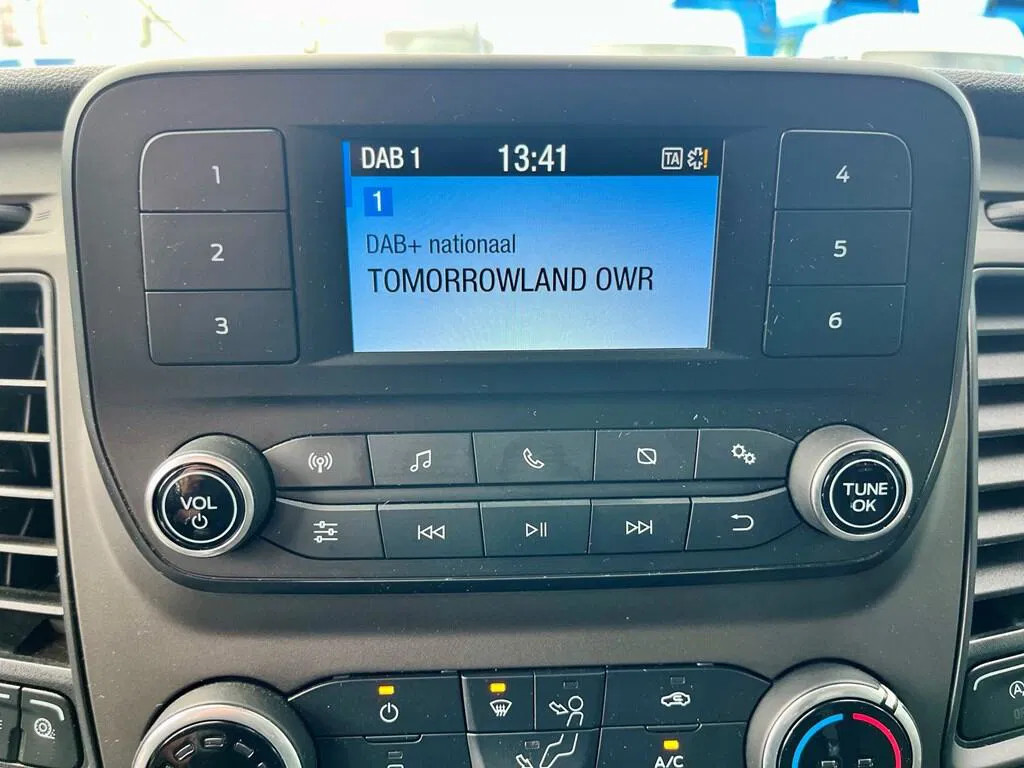 DAB 1 13:41 TA
1
DAB+ nationaal
TOMORROWLAND OWR
1
2
3
4
5
6
VOL
TUNE
OK
A/C